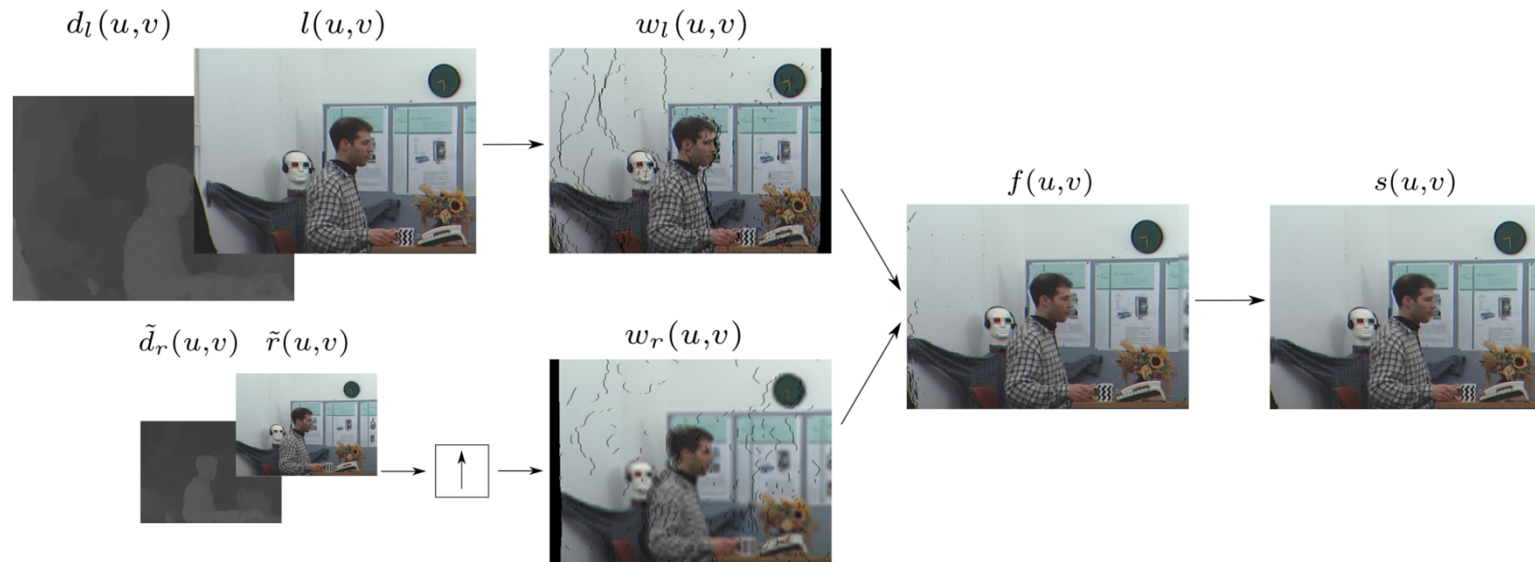 d_l(u,v)
l(u,v)
w_l(u,v)
f(u,v)
s(u,v)
d̃_r(u,v)
r̃(u,v)
w_r(u,v)